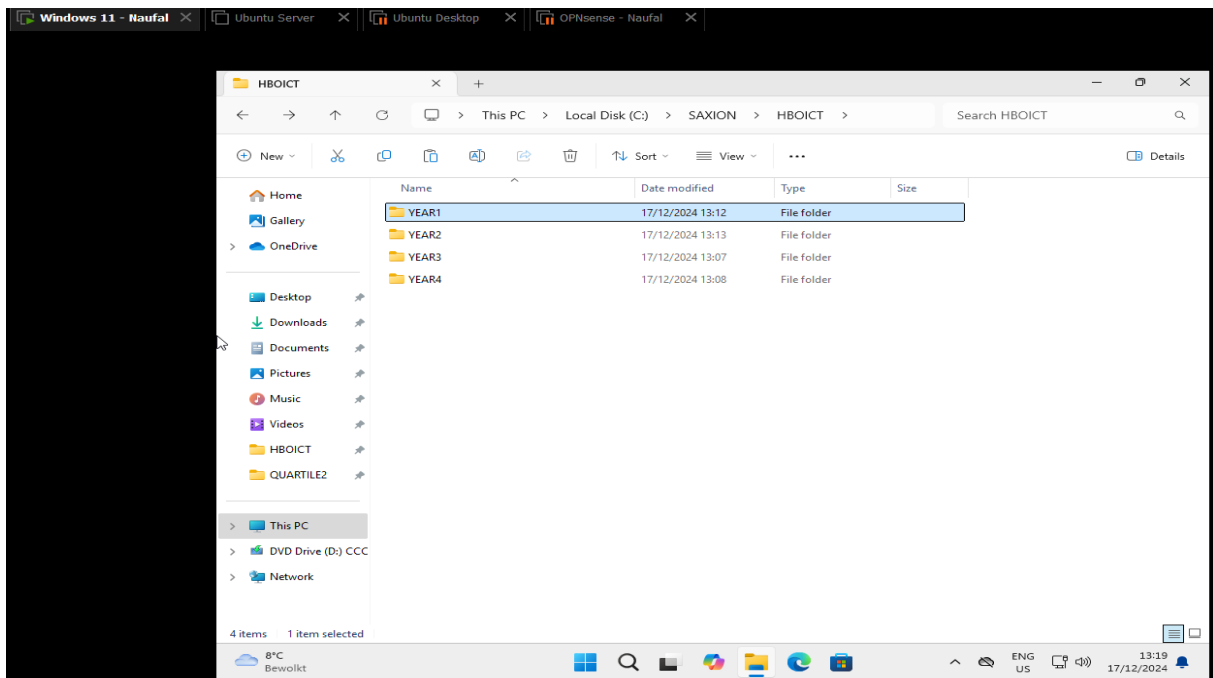 Windows 11 - Naufal Ubuntu Server Ubuntu Desktop OPNsense - Naufal
HBOICT
This PC > Local Disk (C:) > SAXION > HBOICT > Search HBOICT
New Sort View Details
Name Date modified Type Size
Home
Gallery
OneDrive
Desktop
Downloads
Documents
Pictures
Music
Videos
HBOICT
QUARTILE2
This PC
DVD Drive (D:) CCC
Network
YEAR1 17/12/2024 13:12 File folder
YEAR2 17/12/2024 13:13 File folder
YEAR3 17/12/2024 13:07 File folder
YEAR4 17/12/2024 13:08 File folder
4 items 1 item selected
8°C
Bewolkt
ENG
US
13:19
17/12/2024